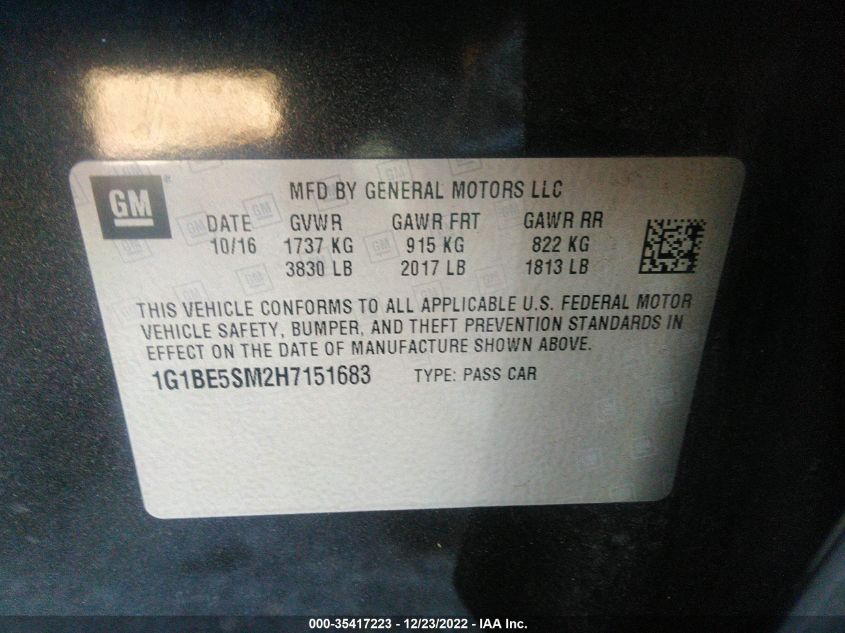 GM
MFD BY GENERAL MOTORS LLC
DATE GVWR GAWR FRT GAWR RR
10/16 1737 KG 915 KG 822 KG
3830 LB 2017 LB 1813 LB
THIS VEHICLE CONFORMS TO ALL APPLICABLE U.S. FEDERAL MOTOR
VEHICLE SAFETY, BUMPER, AND THEFT PREVENTION STANDARDS IN
EFFECT ON THE DATE OF MANUFACTURE SHOWN ABOVE.
1G1BE5SM2H7151683 TYPE: PASS CAR
000-35417223 - 12/23/2022 - IAA Inc.